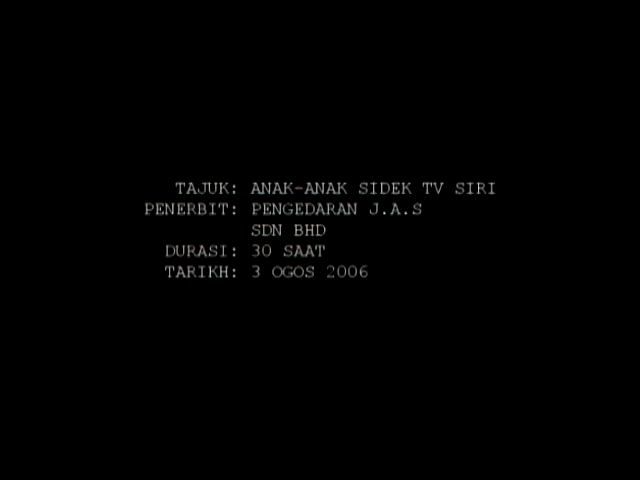 TAJUK: ANAK-ANAK SIDEK TV SIRI
PENERBIT: PENGEDARAN J.A.S
SDN BHD
DURASI: 30 SAAT
TARIKH: 3 OGOS 2006